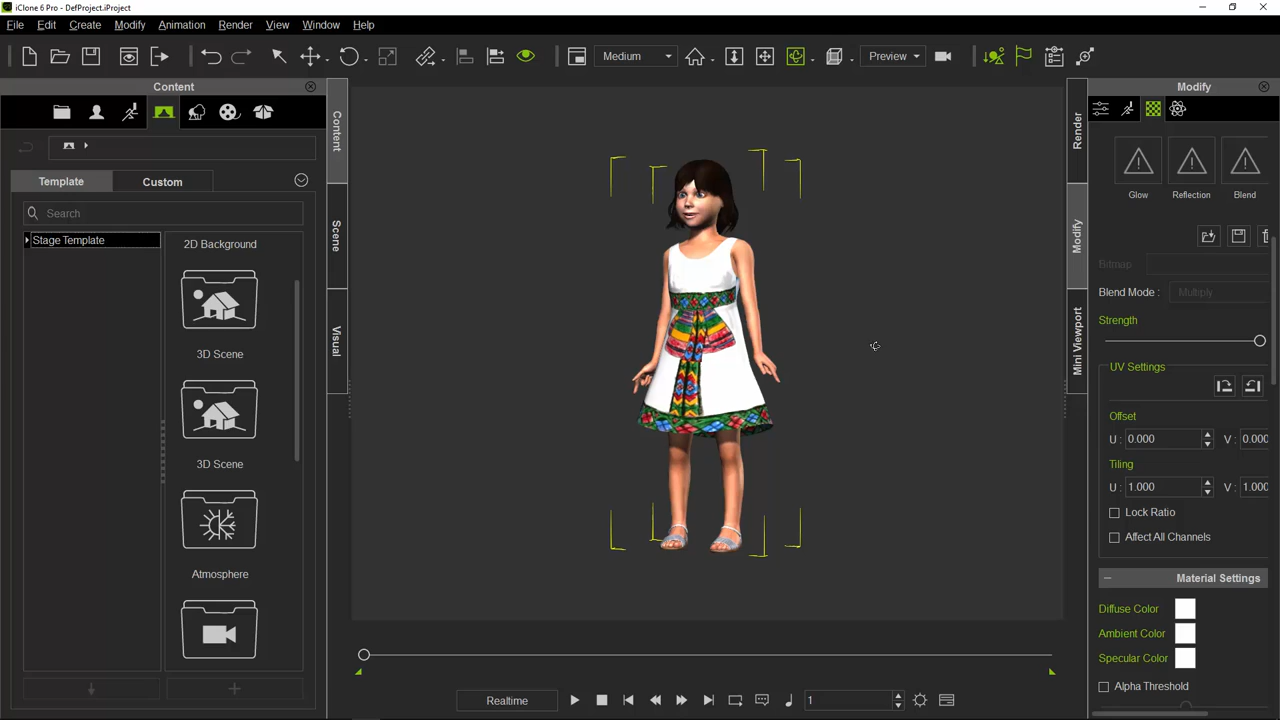 iClone 6 Pro - DefProject.iProject
File Edit Create Modify Animation Render View Window Help
Medium Preview
Content Modify
Content
Scene
Visual
Render
Modify
Mini Viewport
Template Custom
Search
Stage Template
2D Background
3D Scene
3D Scene
Atmosphere
Glow Reflection Blend
Bitmap
Blend Mode : Multiply
Strength
UV Settings
Offset
U : 0.000 V : 0.000
Tiling
U : 1.000 V : 1.000
Lock Ratio
Affect All Channels
Material Settings
Diffuse Color
Ambient Color
Specular Color
Alpha Threshold
Realtime 1